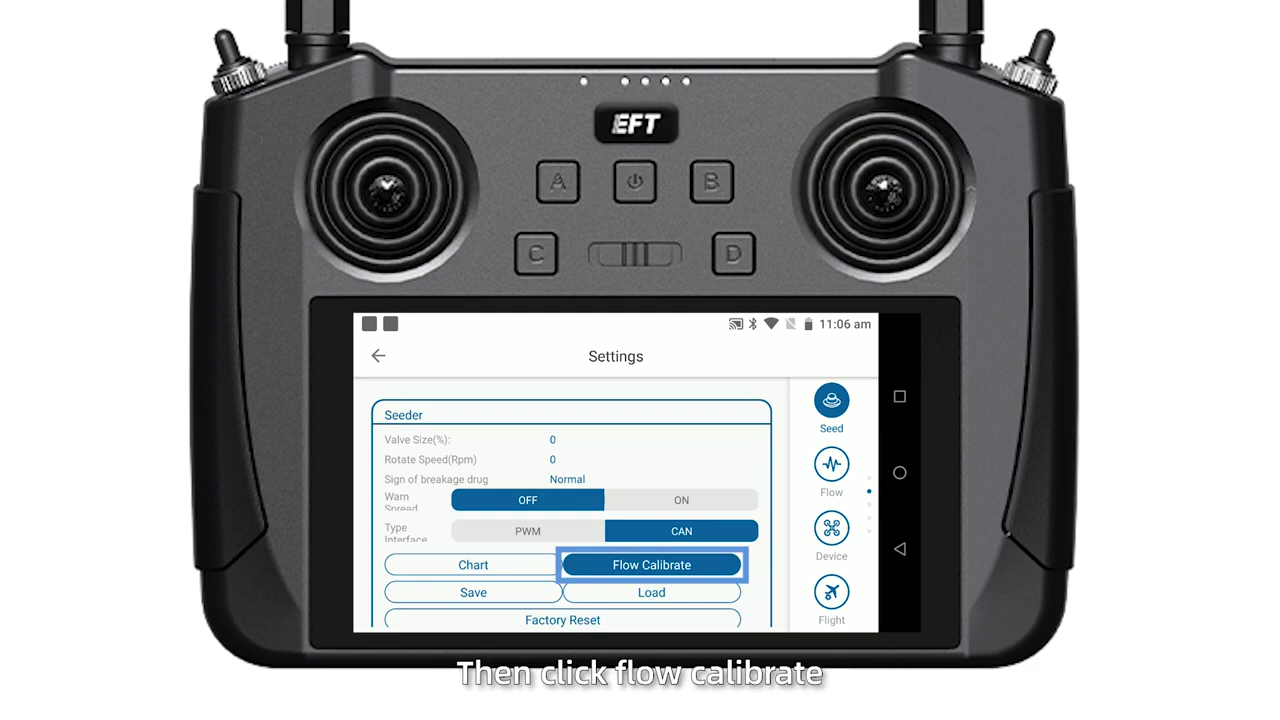 EFT
A
B
C
D
11:06 am
Settings
Seeder
Valve Size(%): 0
Rotate Speed(Rpm) 0
Sign of breakage drug Normal
Warn Spread OFF ON
Type Interface PWM CAN
Chart Flow Calibrate
Save Load
Factory Reset
Seed
Flow
Device
Flight
Then click flow calibrate